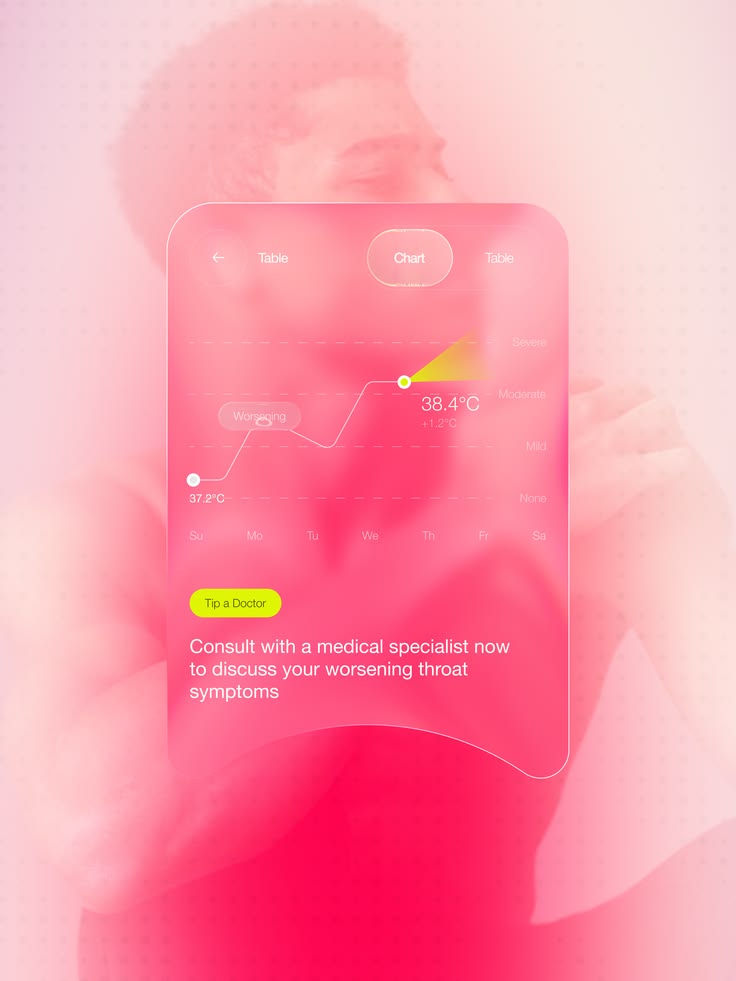 Table
Chart
Table
Severe
Moderate
Worsening
38.4°C
+1.2°C
Mild
37.2°C
None
Su Mo Tu We Th Fr Sa
Tip a Doctor
Consult with a medical specialist now
to discuss your worsening throat
symptoms